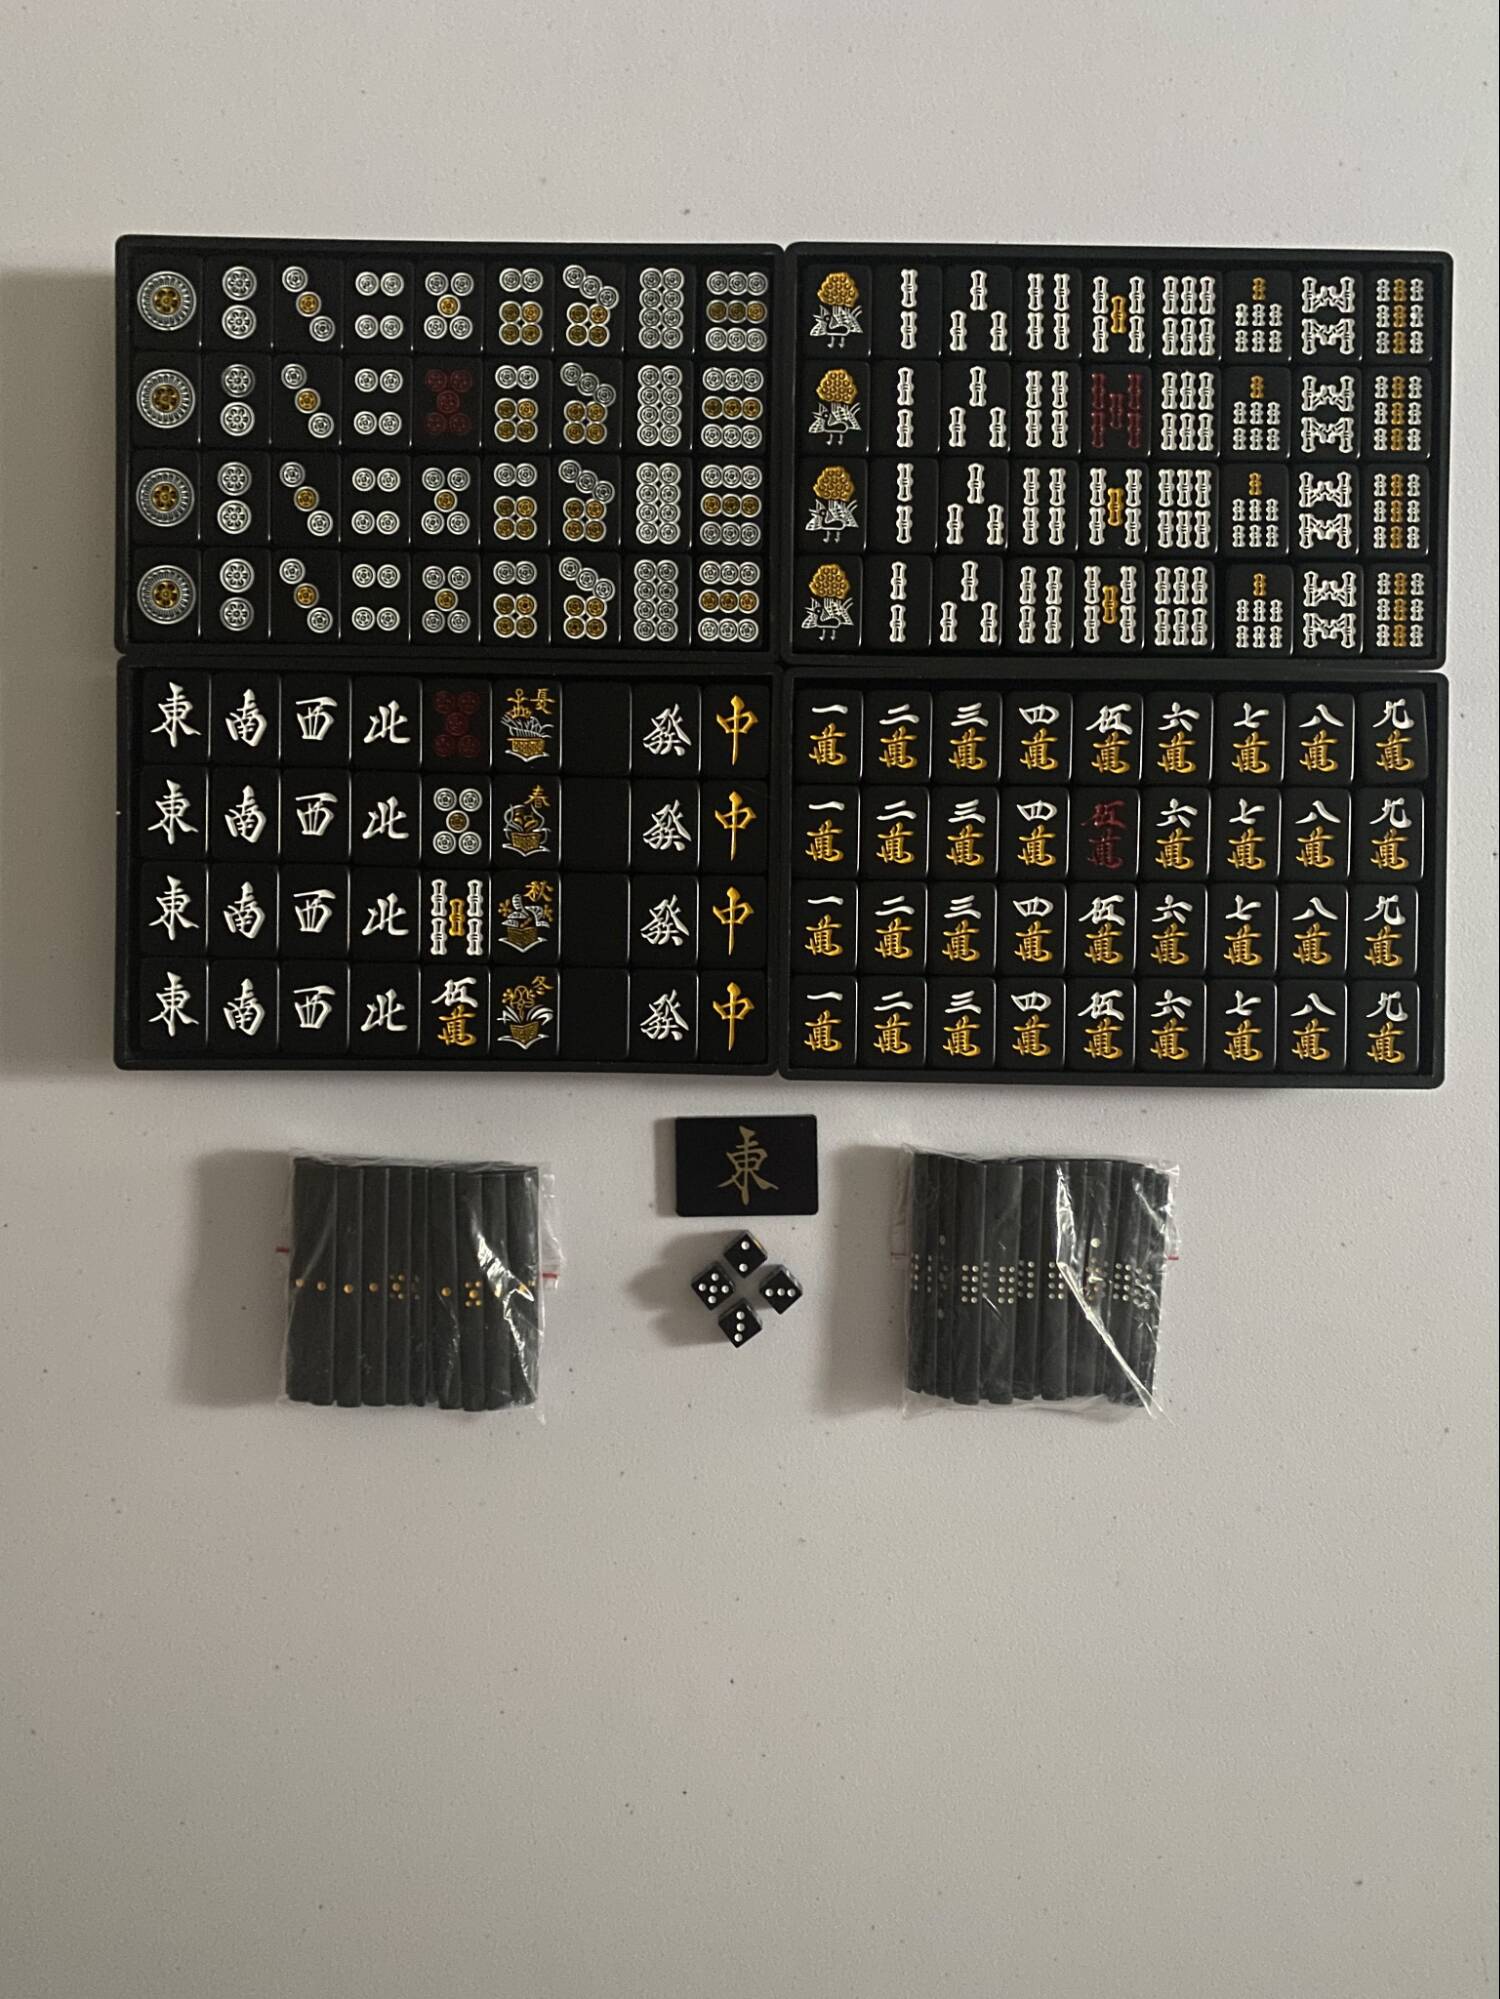 東 南 西 北 夏 發 中
東 南 西 北 春 發 中
東 南 西 北 秋 發 中
東 南 西 北 伍萬 冬 發 中
一萬 二萬 三萬 四萬 伍萬 六萬 七萬 八萬 九萬
一萬 二萬 三萬 四萬 伍萬 六萬 七萬 八萬 九萬
一萬 二萬 三萬 四萬 伍萬 六萬 七萬 八萬 九萬
一萬 二萬 三萬 四萬 伍萬 六萬 七萬 八萬 九萬
東